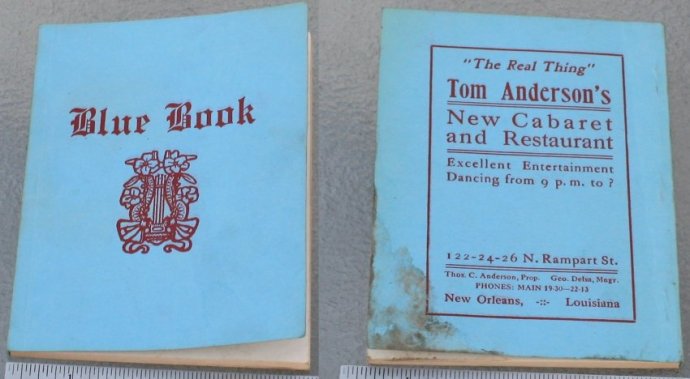 Blue Book
"The Real Thing"
Tom Anderson's
New Cabaret
and Restaurant
Excellent Entertainment
Dancing from 9 p. m. to ?
122-24-26 N. Rampart St.
Thos. C. Anderson, Prop. Geo. Delsa, Mngr.
PHONES: MAIN 19-30—22-13
New Orleans, -::- Louisiana